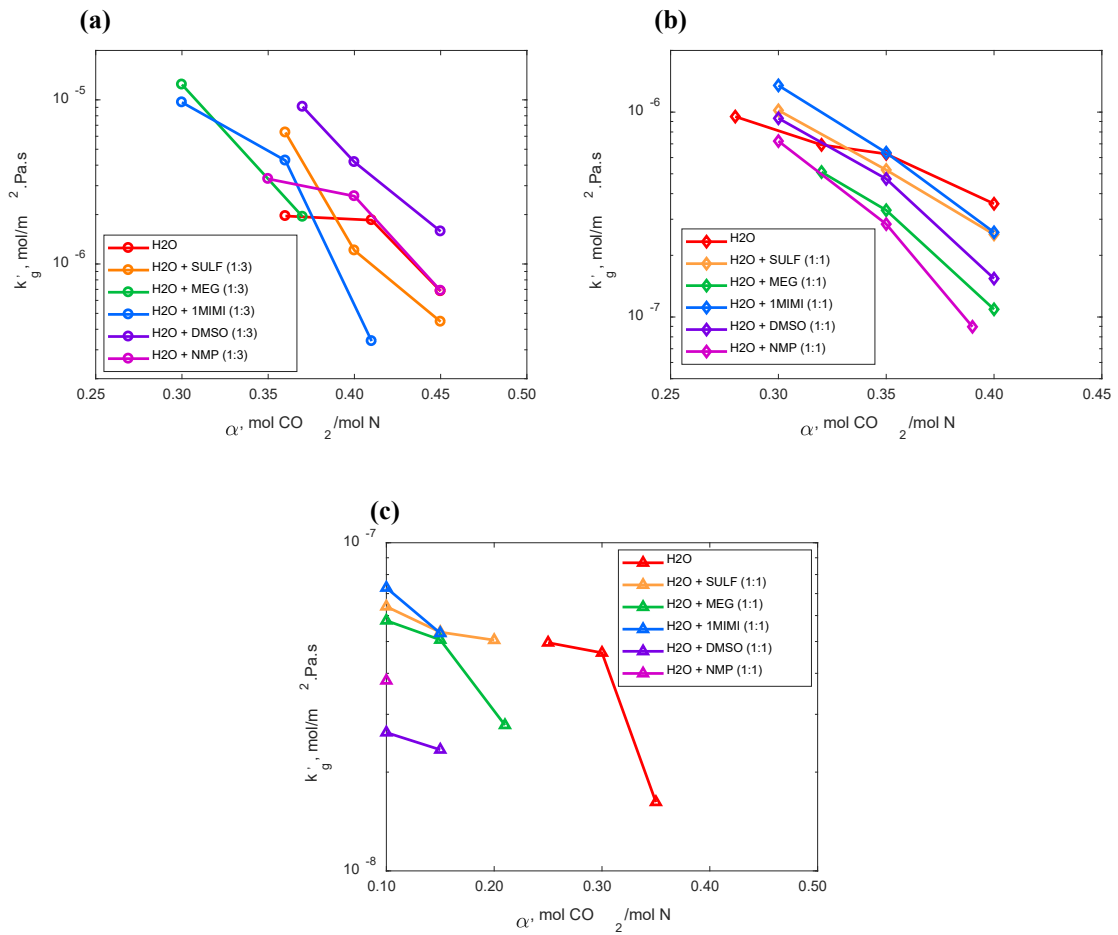 (a)
10 -5
10 -6
k ' g , mol/m 2 .Pa.s
H2O
H2O + SULF (1:3)
H2O + MEG (1:3)
H2O + 1MIMI (1:3)
H2O + DMSO (1:3)
H2O + NMP (1:3)
0.25 0.30 0.35 0.40 0.45 0.50
α, mol CO 2 /mol N
(b)
10 -6
10 -7
k ' g , mol/m 2 .Pa.s
H2O
H2O + SULF (1:1)
H2O + MEG (1:1)
H2O + 1MIMI (1:1)
H2O + DMSO (1:1)
H2O + NMP (1:1)
0.25 0.30 0.35 0.40 0.45
α, mol CO 2 /mol N
(c)
10 -7
10 -8
k ' g , mol/m 2 .Pa.s
H2O
H2O + SULF (1:1)
H2O + MEG (1:1)
H2O + 1MIMI (1:1)
H2O + DMSO (1:1)
H2O + NMP (1:1)
0.10 0.20 0.30 0.40 0.50
α, mol CO 2 /mol N